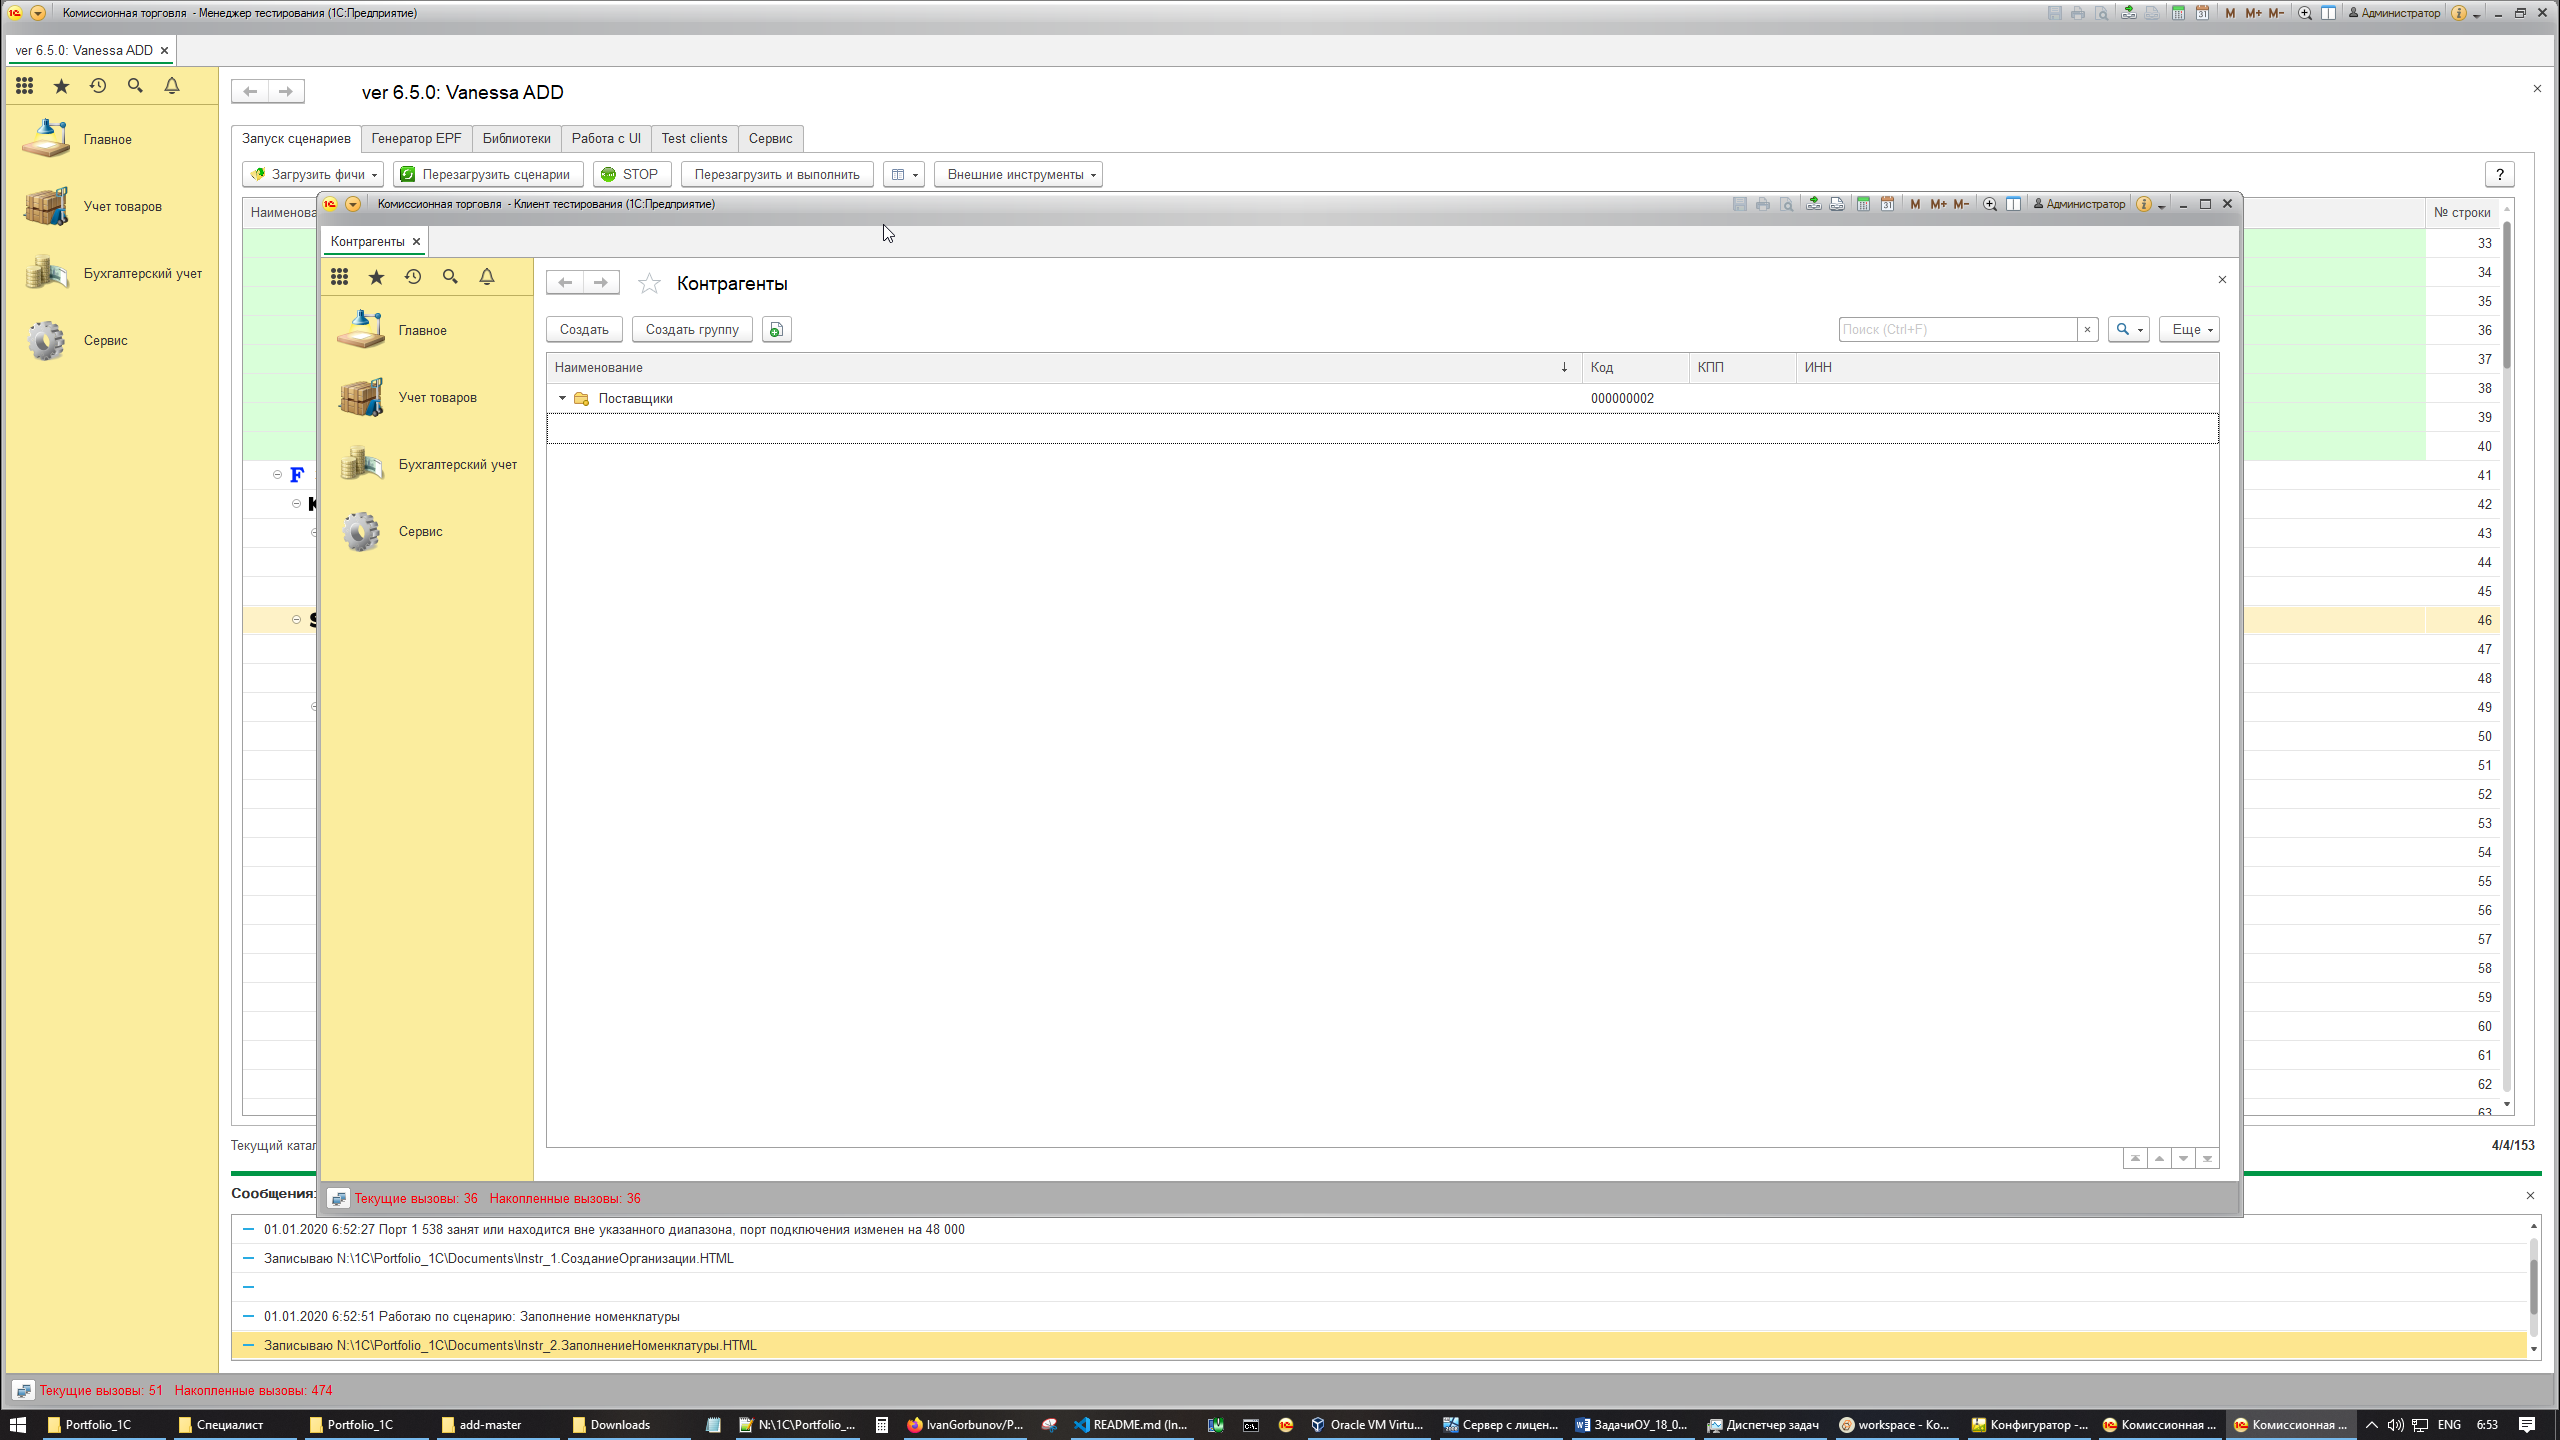 Комиссионная торговля - Менеджер тестирования (1С:Предприятие)
M M+ M- Администратор
ver 6.5.0: Vanessa ADD
ver 6.5.0: Vanessa ADD
Главное
Учет товаров
Бухгалтерский учет
Сервис
Запуск сценариев Генератор EPF Библиотеки Работа с UI Test clients Сервис
Загрузить фичи Перезагрузить сценарии STOP Перезагрузить и выполнить Внешние инструменты ?
№ строки
33
34
35
36
37
38
39
40
F 41
42
43
44
45
46
47
48
49
50
51
52
53
54
55
56
57
58
59
60
61
62
63
Комиссионная торговля - Клиент тестирования (1С:Предприятие)
M M+ M- Администратор
Контрагенты
Контрагенты
Главное
Учет товаров
Бухгалтерский учет
Сервис
Создать Создать группу Поиск (Ctrl+F) Еще
Наименование Код КПП ИНН
Поставщики 000000002
Текущие вызовы: 36 Накопленные вызовы: 36
Текущий 4/4/153
Сообщения:
01.01.2020 6:52:27 Порт 1 538 занят или находится вне указанного диапазона, порт подключения изменен на 48 000
Записываю N:\1C\Portfolio_1C\Documents\Instr_1.СозданиеОрганизации.HTML
01.01.2020 6:52:51 Работаю по сценарию: Заполнение номенклатуры
Записываю N:\1C\Portfolio_1C\Documents\Instr_2.ЗаполнениеНоменклатуры.HTML
Текущие вызовы: 51 Накопленные вызовы: 474
Portfolio_1C Специалист Portfolio_1C add-master Downloads N:\1C\Portfolio_... IvanGorbunov/P... README.md (In... Oracle VM Virtu... Сервер с лицен... ЗадачиОУ_18_0... Диспетчер задач workspace - Ко... Конфигуратор -... Комиссионная ... Комиссионная ... ENG 6:53